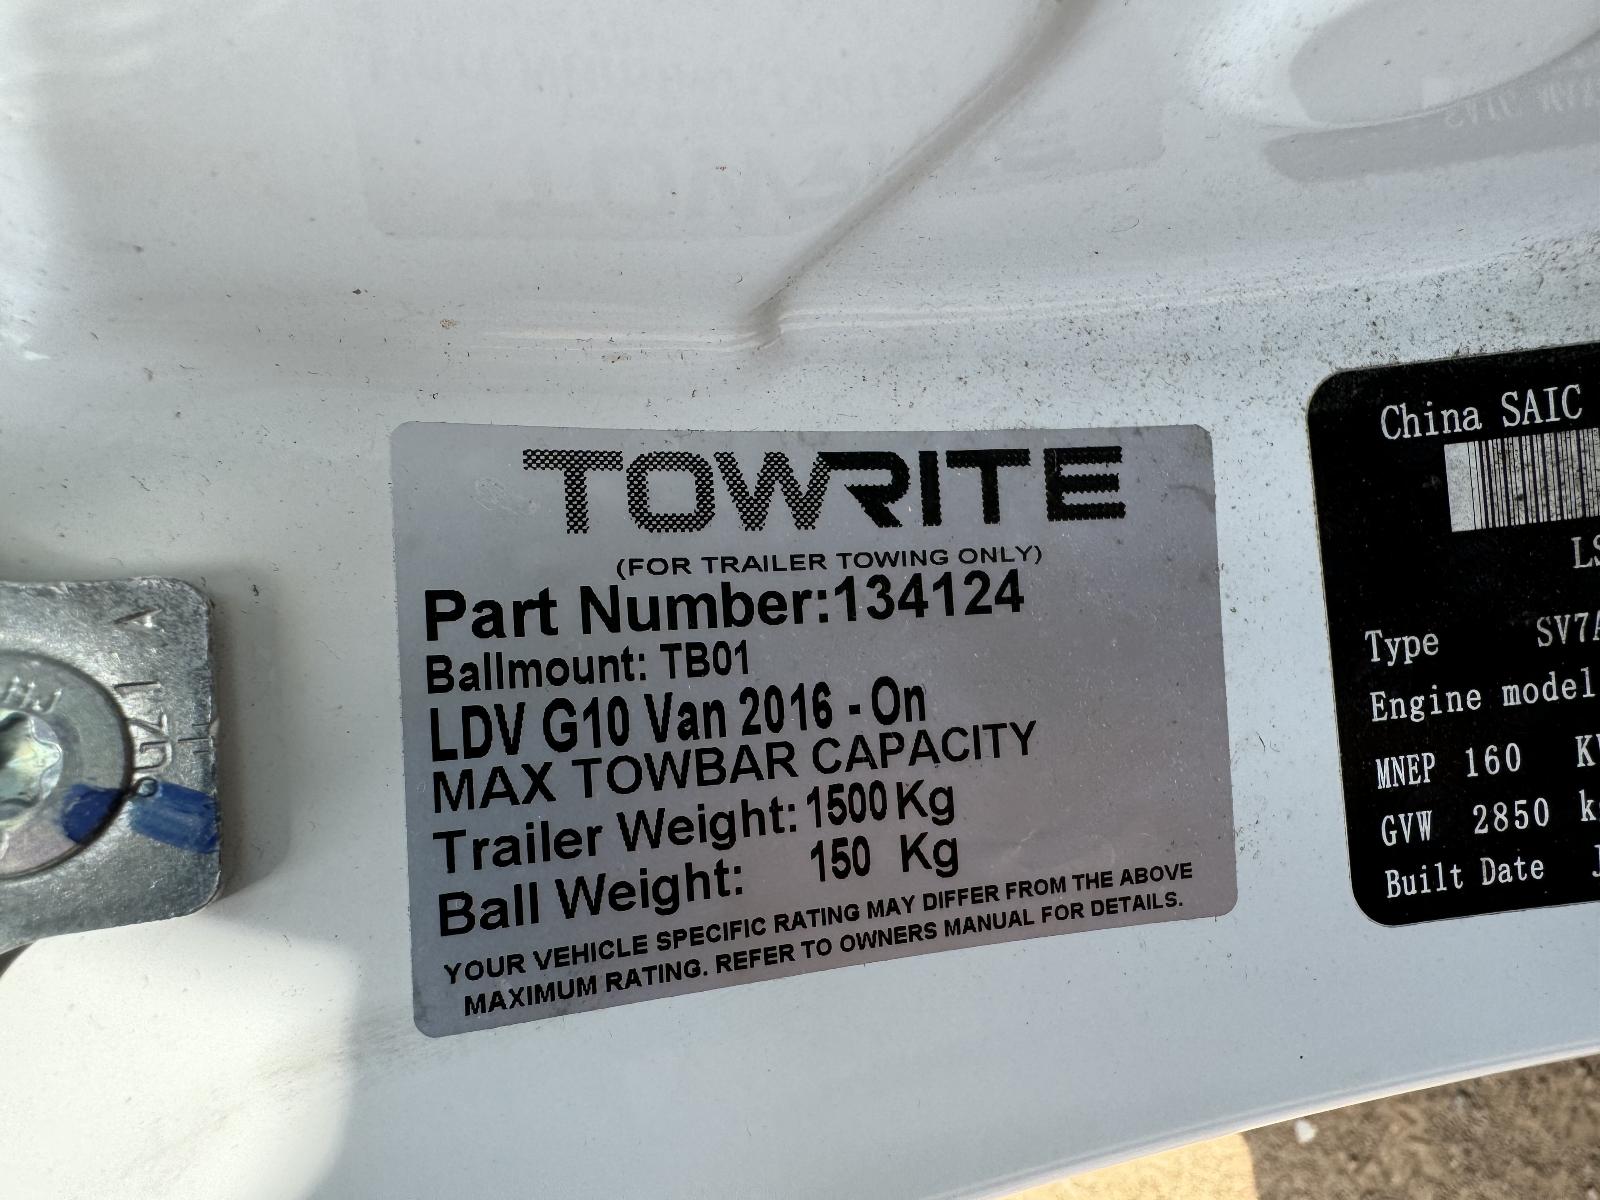 TOWRITE
(FOR TRAILER TOWING ONLY)
Part Number:134124
Ballmount: TB01
LDV G10 Van 2016 - On
MAX TOWBAR CAPACITY
Trailer Weight: 1500 Kg
Ball Weight: 150 Kg
YOUR VEHICLE SPECIFIC RATING MAY DIFFER FROM THE ABOVE
MAXIMUM RATING. REFER TO OWNERS MANUAL FOR DETAILS.
China SAIC
LS
Type SV7A
Engine model
MNEP 160
GVW 2850
Built Date